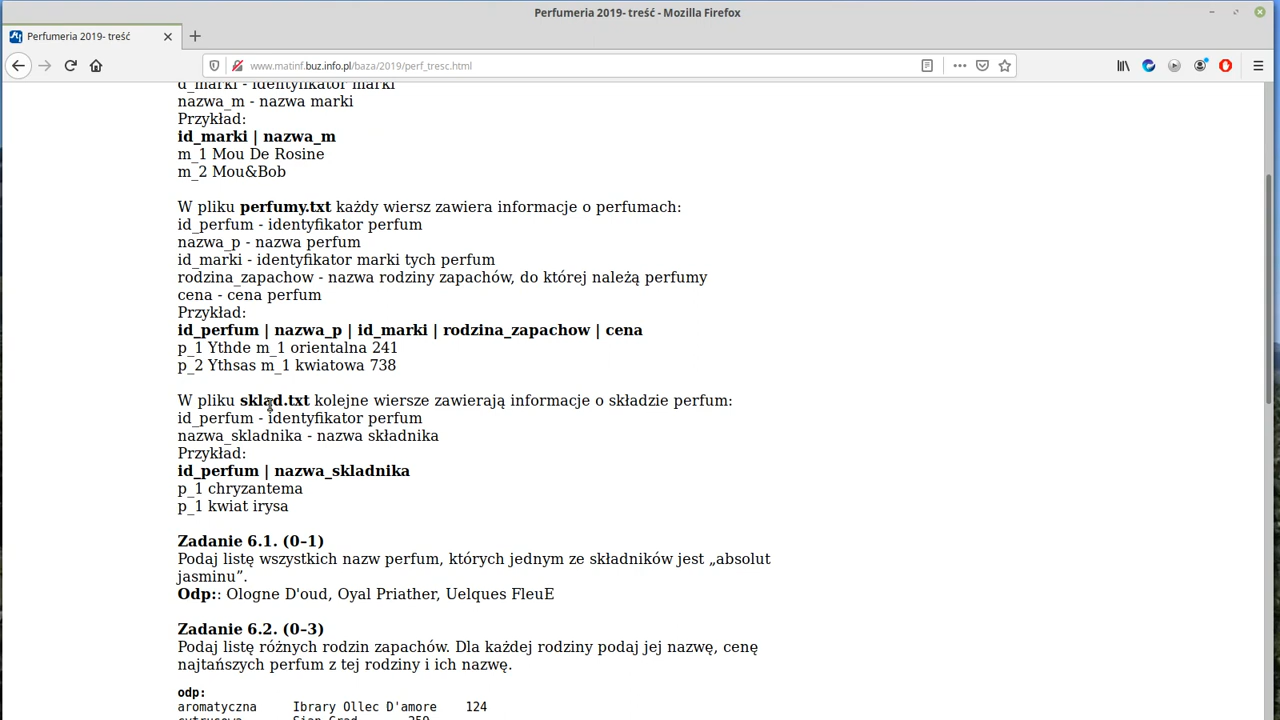 Perfumeria 2019- treść - Mozilla Firefox
Perfumeria 2019- treść
www.matinf.buz.info.pl/baza/2019/perf_tresc.html
d_marki - identyfikator marki
nazwa_m - nazwa marki
Przykład:
id_marki | nazwa_m
m_1 Mou De Rosine
m_2 Mou&Bob
W pliku perfumy.txt każdy wiersz zawiera informacje o perfumach:
id_perfum - identyfikator perfum
nazwa_p - nazwa perfum
id_marki - identyfikator marki tych perfum
rodzina_zapachow - nazwa rodziny zapachów, do której należą perfumy
cena - cena perfum
Przykład:
id_perfum | nazwa_p | id_marki | rodzina_zapachow | cena
p_1 Ythde m_1 orientalna 241
p_2 Ythsas m_1 kwiatowa 738
W pliku sklad.txt kolejne wiersze zawierają informacje o składzie perfum:
id_perfum - identyfikator perfum
nazwa_skladnika - nazwa składnika
Przykład:
id_perfum | nazwa_skladnika
p_1 chryzantema
p_1 kwiat irysa
Zadanie 6.1. (0–1)
Podaj listę wszystkich nazw perfum, których jednym ze składników jest „absolut
jasminu”.
Odp:: Ologne D'oud, Oyal Priather, Uelques FleuE
Zadanie 6.2. (0–3)
Podaj listę różnych rodzin zapachów. Dla każdej rodziny podaj jej nazwę, cenę
najtańszych perfum z tej rodziny i ich nazwę.
odp:
aromatyczna Ibrary Ollec D'amore 124
cytrusowa Sian Grad 259